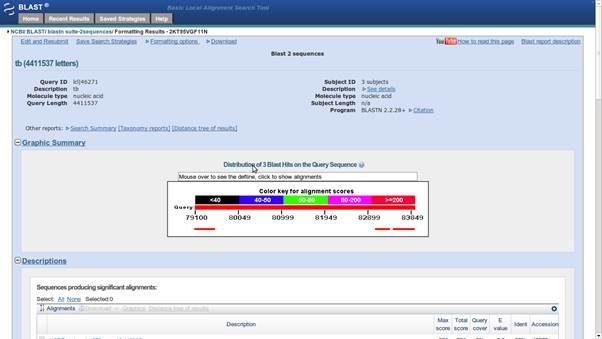 BLAST ® Basic Local Alignment Search Tool
Home Recent Results Saved Strategies Help
NCBI/ BLAST/ blastn suite-2sequences/ Formatting Results - 2KT95VGF11N
Edit and Resubmit Save Search Strategies Formatting options Download You Tube How to read this page Blast report description
Blast 2 sequences
tb (4411537 letters)
Query ID lcl|46271 Subject ID 3 subjects
Description tb Description See details
Molecule type nucleic acid Molecule type nucleic acid
Query Length 4411537 Subject Length n/a
Program BLASTN 2.2.28+ Citation
Other reports: Search Summary [Taxonomy reports] [Distance tree of results]
Graphic Summary
Distribution of 3 Blast Hits on the Query Sequence
Mouse over to see the defline, click to show alignments
Color key for alignment scores
<40 40-50 50-80 80-200 >=200
Query
79100 80049 80999 81949 82899 83849
Descriptions
Sequences producing significant alignments:
Select: All None Selected:0
Alignments Download Graphics Distance tree of results
Description Max score Total score Query cover E value Ident Accession